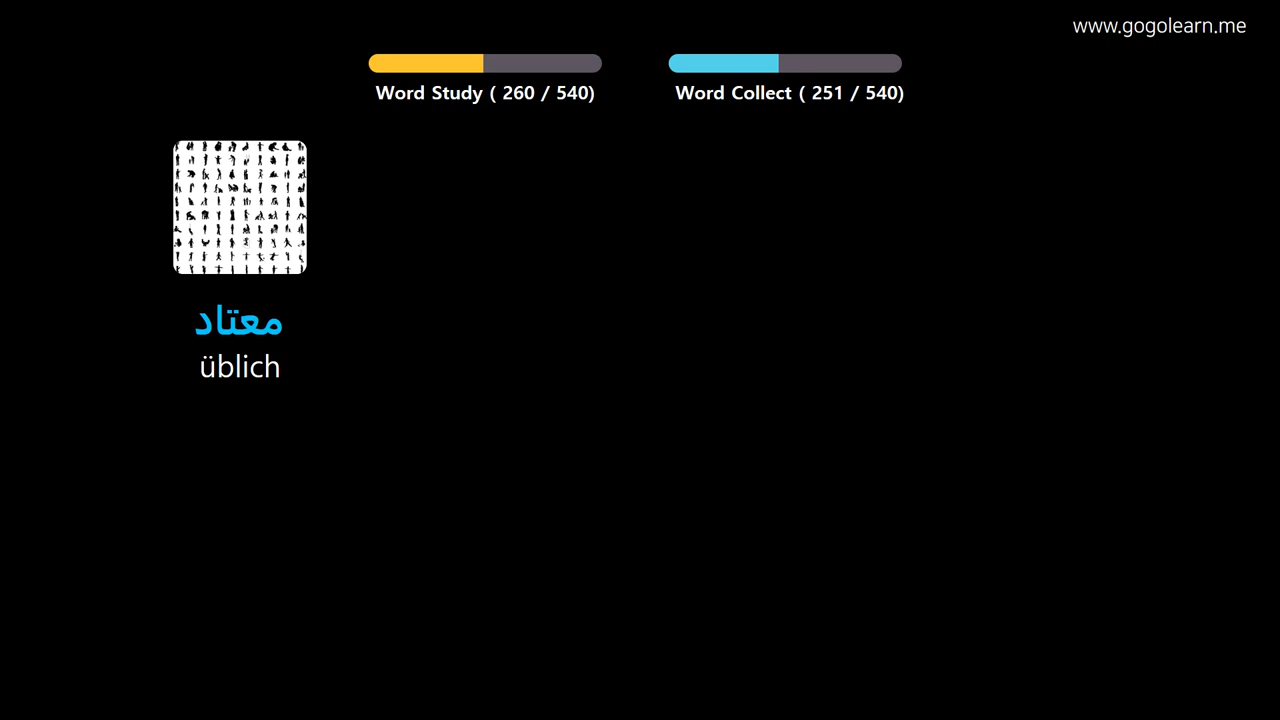 www.gogolearn.me
Word Study ( 260 / 540)
Word Collect ( 251 / 540)
معتاد
üblich